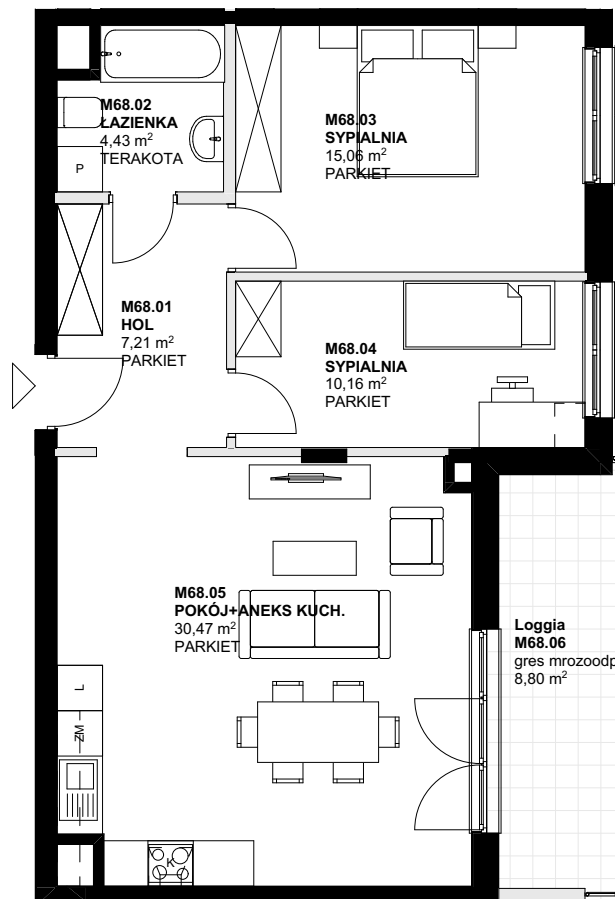 M68.02
ŁAZIENKA
4,43 m²
TERAKOTA
P
M68.03
SYPIALNIA
15,06 m²
PARKIET
M68.01
HOL
7,21 m²
PARKIET
M68.04
SYPIALNIA
10,16 m²
PARKIET
M68.05
POKÓJ+ANEKS KUCH.
30,47 m²
PARKIET
Loggia
M68.06
gres mrozoodp
8,80 m²
L
ZM
K